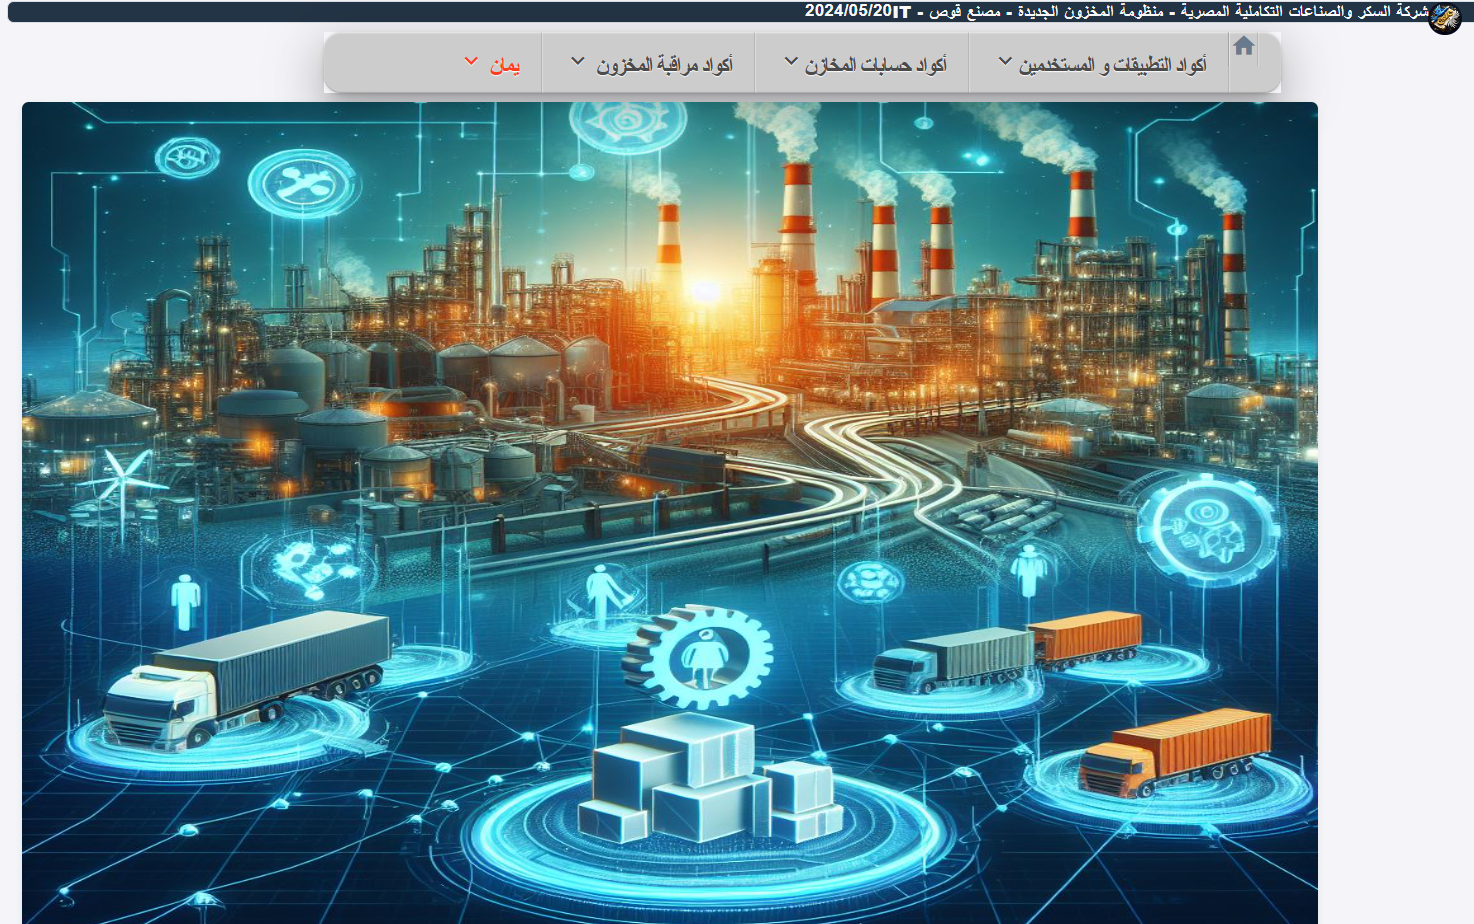 شركة السكر والصناعات التكاملية المصرية - منظومة المخزون الجديدة - مصنع قوص - IT2024/05/20
أكواد التطبيقات و المستخدمين
أكواد حسابات المخازن
أكواد مراقبة المخزون
يمان